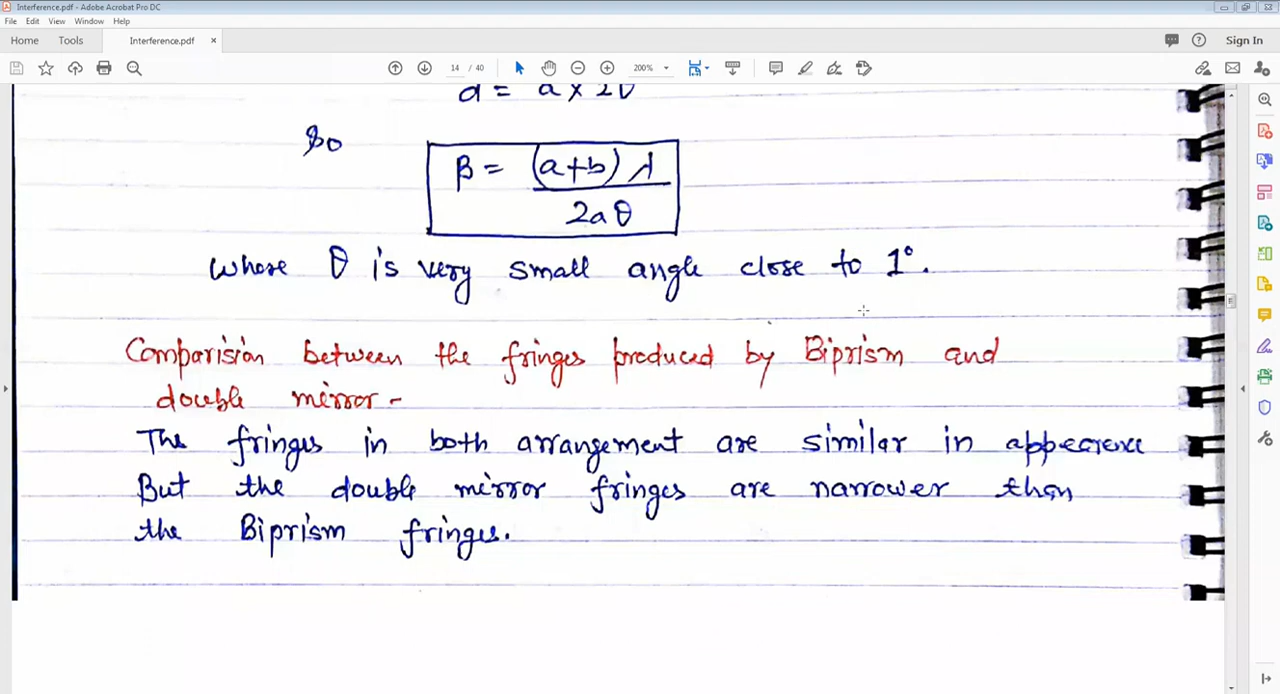 Interference.pdf - Adobe Acrobat Pro DC
File Edit View Window Help
Home Tools Interference.pdf × Sign In
14 / 40 200%
d = a × 2θ
So
β = (a+b) λ
2a θ
Where θ is very small angle close to 1°.
Comparision between the fringes produced by Biprism and
double mirror-
The fringes in both arrangement are similar in appearence
But the double mirror fringes are narrower than
the Biprism fringes.